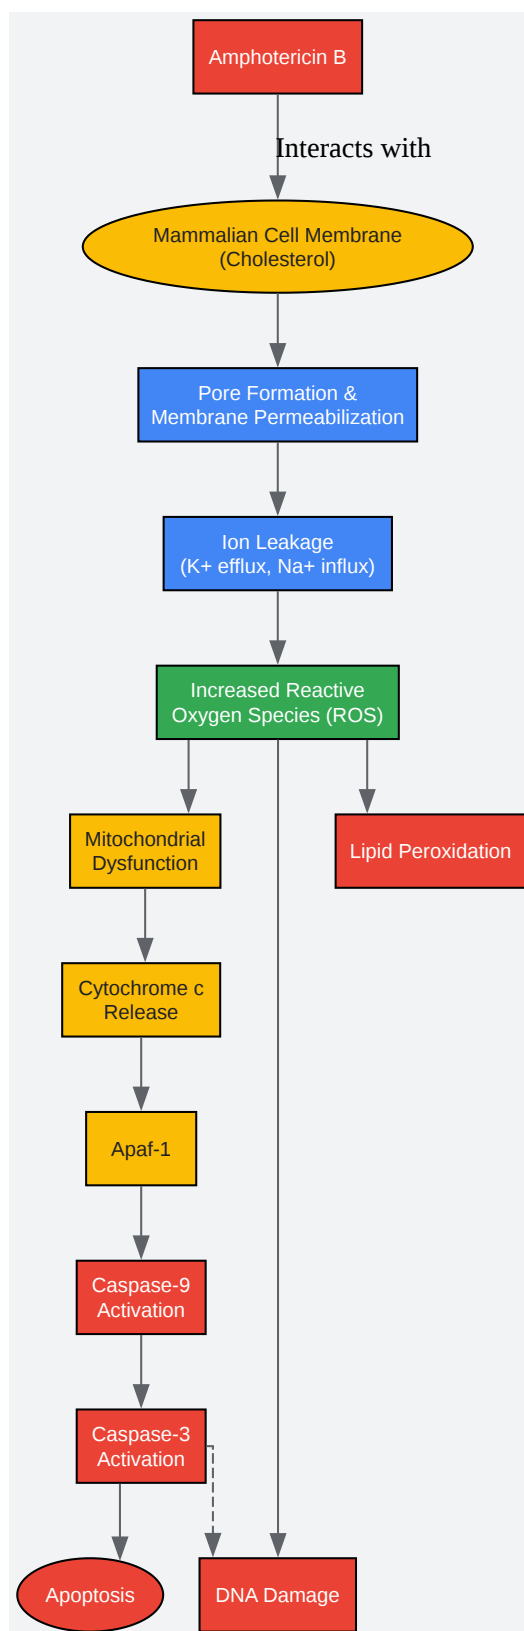 Amphotericin B
Interacts with
Mammalian Cell Membrane
(Cholesterol)
Pore Formation &
Membrane Permeabilization
Ion Leakage
(K+ efflux, Na+ influx)
Increased Reactive
Oxygen Species (ROS)
Mitochondrial
Dysfunction
Lipid Peroxidation
Cytochrome c
Release
Apaf-1
Caspase-9
Activation
Caspase-3
Activation
Apoptosis
DNA Damage